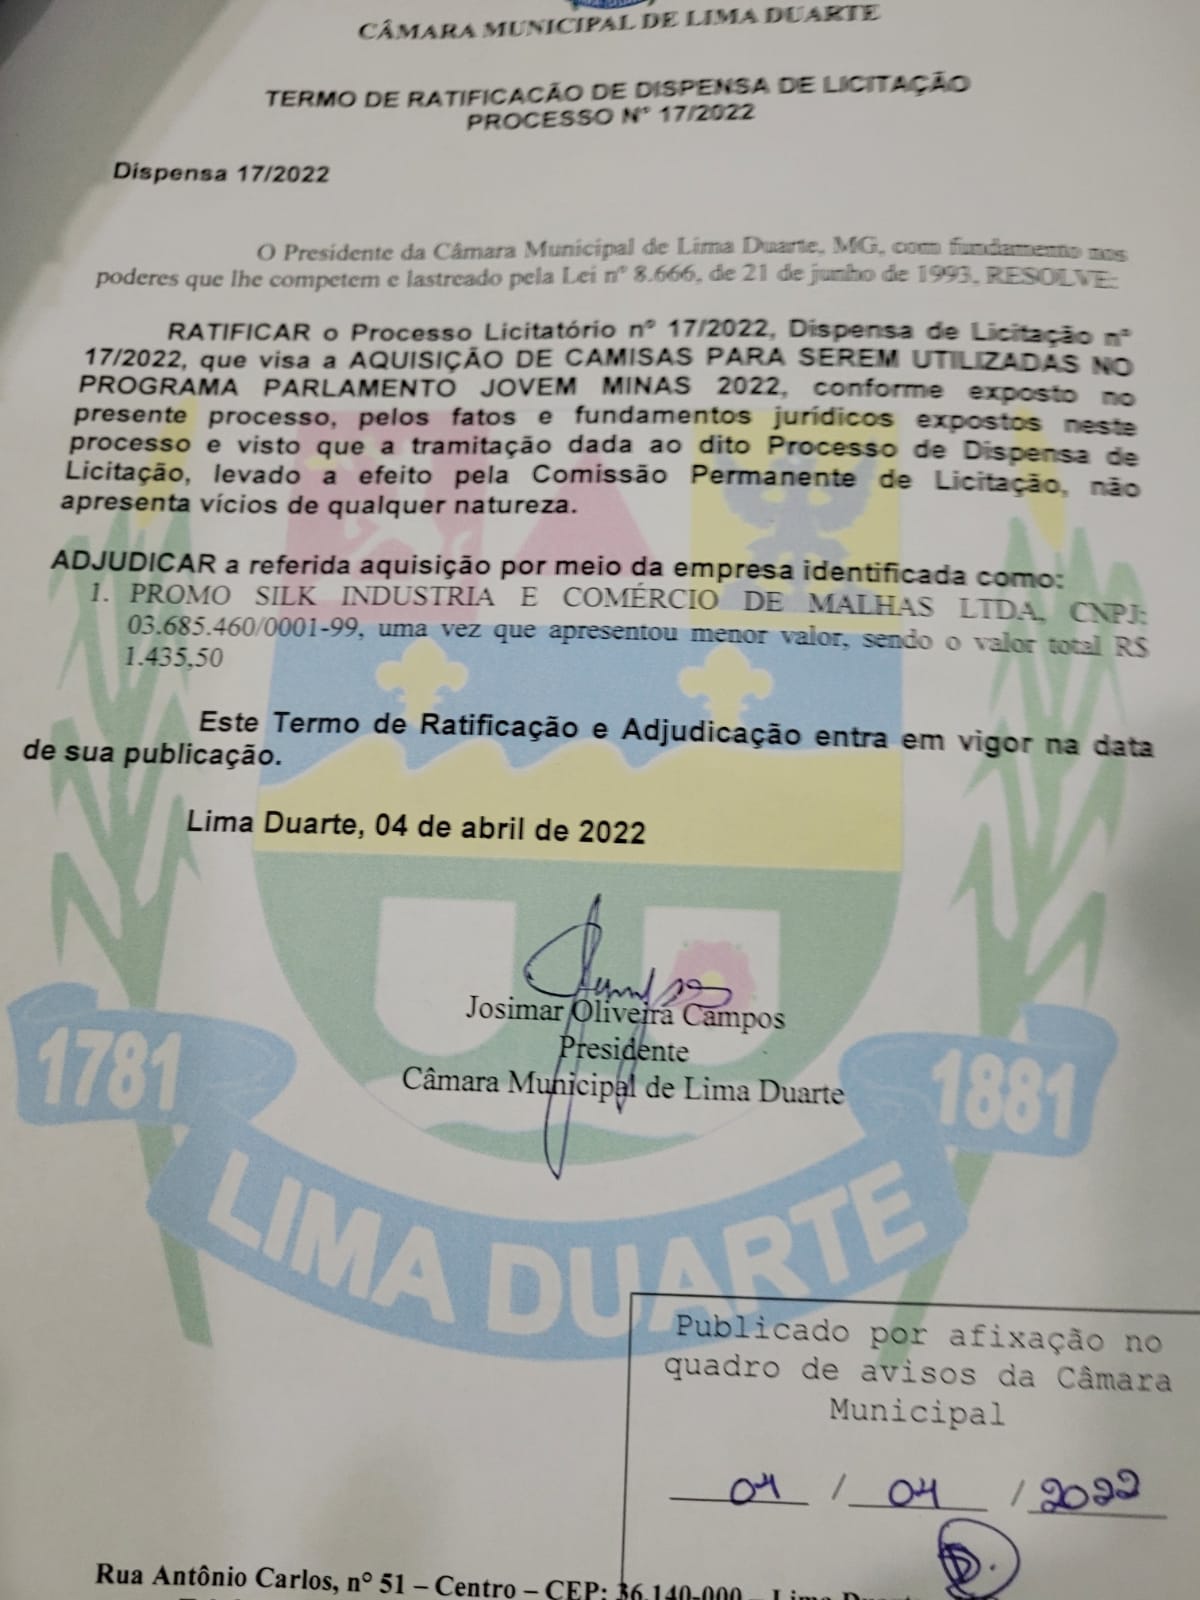 CÂMARA MUNICIPAL DE LIMA DUARTE
TERMO DE RATIFICACÃO DE DISPENSA DE LICITAÇÃO
PROCESSO Nº 17/2022
Dispensa 17/2022
O Presidente da Câmara Municipal de Lima Duarte, MG, com fundamento nos
poderes que lhe competem e lastreado pela Lei nº 8.666, de 21 de junho de 1993, RESOLVE:
RATIFICAR o Processo Licitatório nº 17/2022, Dispensa de Licitação nº
17/2022, que visa a AQUISIÇÃO DE CAMISAS PARA SEREM UTILIZADAS NO
PROGRAMA PARLAMENTO JOVEM MINAS 2022, conforme exposto no
presente processo, pelos fatos e fundamentos jurídicos expostos neste
processo e visto que a tramitação dada ao dito Processo de Dispensa de
Licitação, levado a efeito pela Comissão Permanente de Licitação, não
apresenta vícios de qualquer natureza.
ADJUDICAR a referida aquisição por meio da empresa identificada como:
1. PROMO SILK INDUSTRIA E COMÉRCIO DE MALHAS LTDA, CNPJ:
03.685.460/0001-99, uma vez que apresentou menor valor, sendo o valor total R$
1.435,50
Este Termo de Ratificação e Adjudicação entra em vigor na data
de sua publicação.
Lima Duarte, 04 de abril de 2022
Josimar Oliveira Campos
Presidente
Câmara Municipal de Lima Duarte
1781
1881
LIMA DUARTE
Publicado por afixação no
quadro de avisos da Câmara
Municipal
04 / 04 / 2022
Rua Antônio Carlos, nº 51 – Centro – CEP: 36.140-000 – Lima